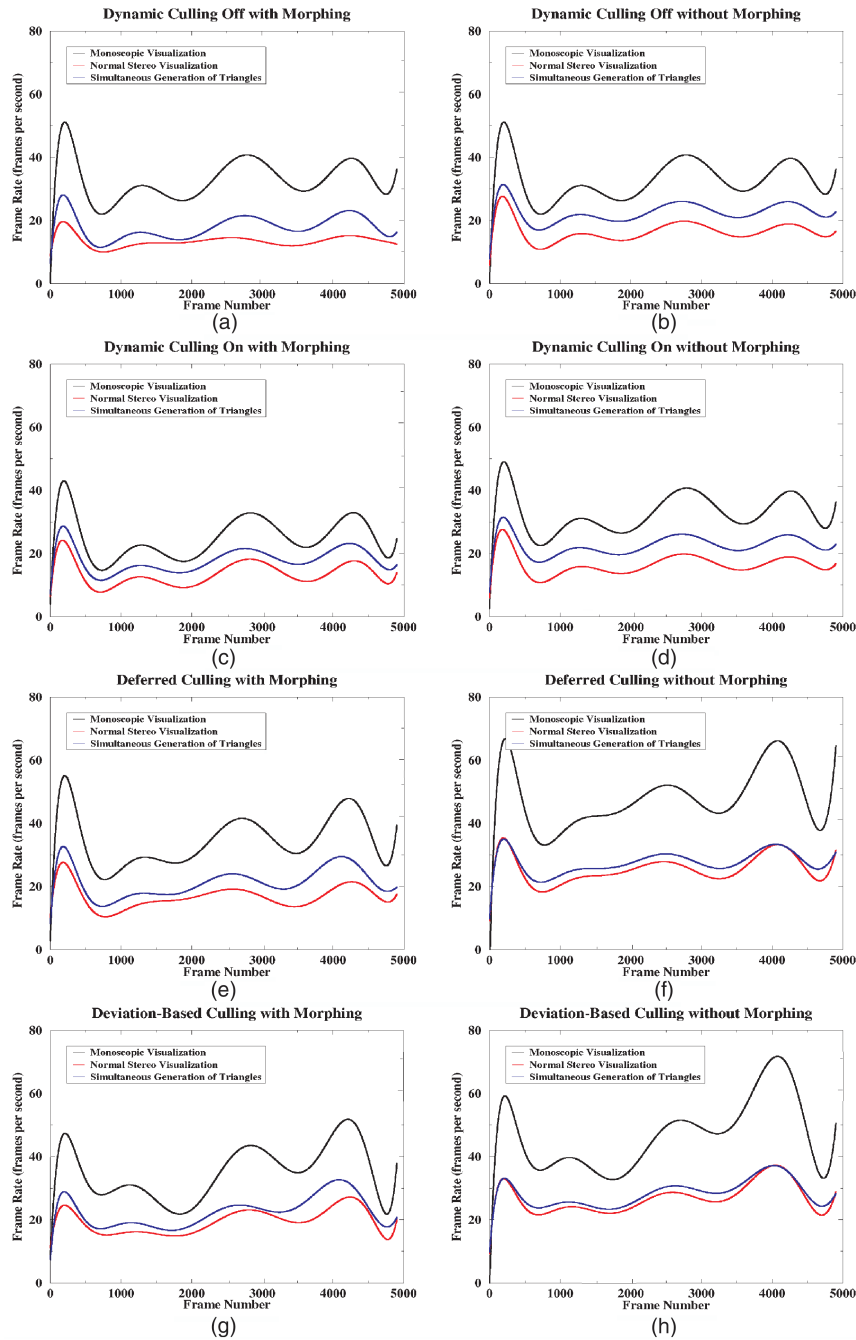 Dynamic Culling Off with Morphing
Frame Rate (frames per second)
80
60
40
20
0
Monoscopic Visualization
Normal Stereo Visualization
Simultaneous Generation of Triangles
0 1000 2000 3000 4000 5000
Frame Number
(a)
Dynamic Culling Off without Morphing
Frame Rate (frames per second)
80
60
40
20
0
Monoscopic Visualization
Normal Stereo Visualization
Simultaneous Generation of Triangles
0 1000 2000 3000 4000 5000
Frame Number
(b)
Dynamic Culling On with Morphing
Frame Rate (frames per second)
80
60
40
20
0
Monoscopic Visualization
Normal Stereo Visualization
Simultaneous Generation of Triangles
0 1000 2000 3000 4000 5000
Frame Number
(c)
Dynamic Culling On without Morphing
Frame Rate (frames per second)
80
60
40
20
0
Monoscopic Visualization
Normal Stereo Visualization
Simultaneous Generation of Triangles
0 1000 2000 3000 4000 5000
Frame Number
(d)
Deferred Culling with Morphing
Frame Rate (frames per second)
80
60
40
20
0
Monoscopic Visualization
Normal Stereo Visualization
Simultaneous Generation of Triangles
0 1000 2000 3000 4000 5000
Frame Number
(e)
Deferred Culling without Morphing
Frame Rate (frames per second)
80
60
40
20
0
Monoscopic Visualization
Normal Stereo Visualization
Simultaneous Generation of Triangles
0 1000 2000 3000 4000 5000
Frame Number
(f)
Deviation-Based Culling with Morphing
Frame Rate (frames per second)
80
60
40
20
0
Monoscopic Visualization
Normal Stereo Visualization
Simultaneous Generation of Triangles
0 1000 2000 3000 4000 5000
Frame Number
(g)
Deviation-Based Culling without Morphing
Frame Rate (frames per second)
80
60
40
20
0
Monoscopic Visualization
Normal Stereo Visualization
Simultaneous Generation of Triangles
0 1000 2000 3000 4000 5000
Frame Number
(h)